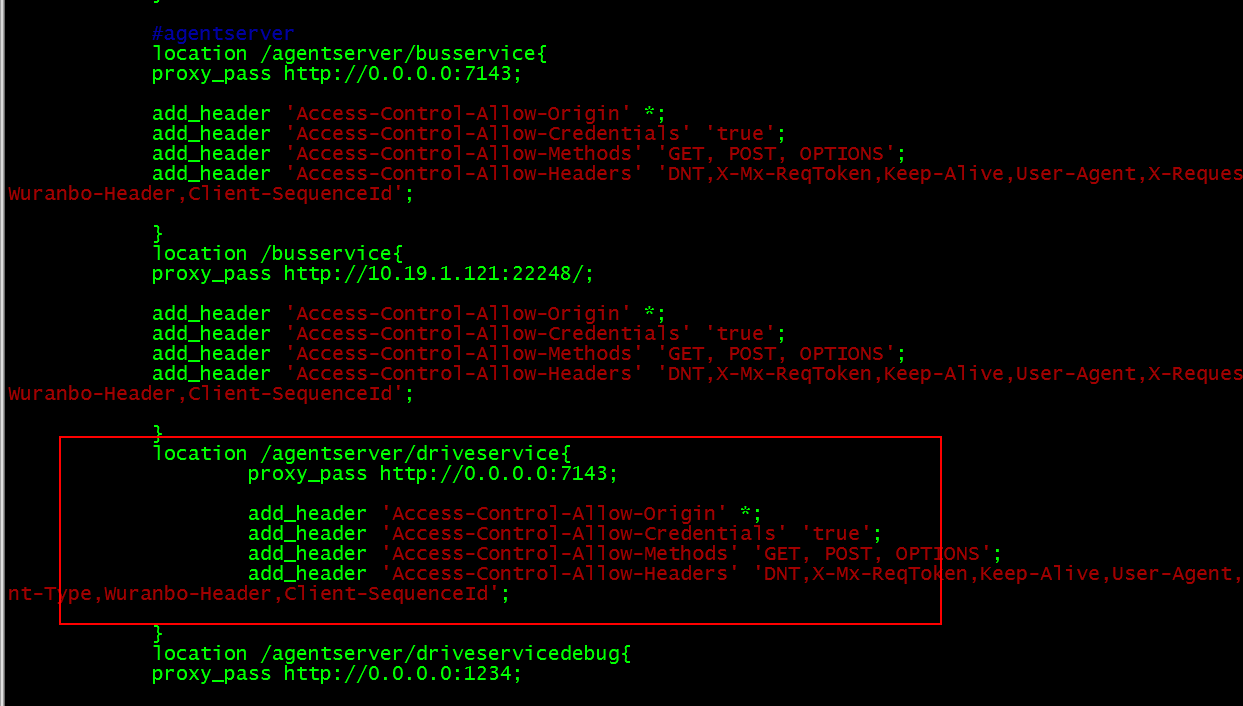 }
#agentserver
location /agentserver/busservice{
proxy_pass http://0.0.0.0:7143;
add_header 'Access-Control-Allow-Origin' *;
add_header 'Access-Control-Allow-Credentials' 'true';
add_header 'Access-Control-Allow-Methods' 'GET, POST, OPTIONS';
add_header 'Access-Control-Allow-Headers' 'DNT,X-Mx-ReqToken,Keep-Alive,User-Agent,X-Reques
Wuranbo-Header,Client-SequenceId';
}
location /busservice{
proxy_pass http://10.19.1.121:22248/;
add_header 'Access-Control-Allow-Origin' *;
add_header 'Access-Control-Allow-Credentials' 'true';
add_header 'Access-Control-Allow-Methods' 'GET, POST, OPTIONS';
add_header 'Access-Control-Allow-Headers' 'DNT,X-Mx-ReqToken,Keep-Alive,User-Agent,X-Reques
Wuranbo-Header,Client-SequenceId';
}
location /agentserver/driveservice{
proxy_pass http://0.0.0.0:7143;
add_header 'Access-Control-Allow-Origin' *;
add_header 'Access-Control-Allow-Credentials' 'true';
add_header 'Access-Control-Allow-Methods' 'GET, POST, OPTIONS';
add_header 'Access-Control-Allow-Headers' 'DNT,X-Mx-ReqToken,Keep-Alive,User-Agent,
nt-Type,Wuranbo-Header,Client-SequenceId';
}
location /agentserver/driveservicedebug{
proxy_pass http://0.0.0.0:1234;